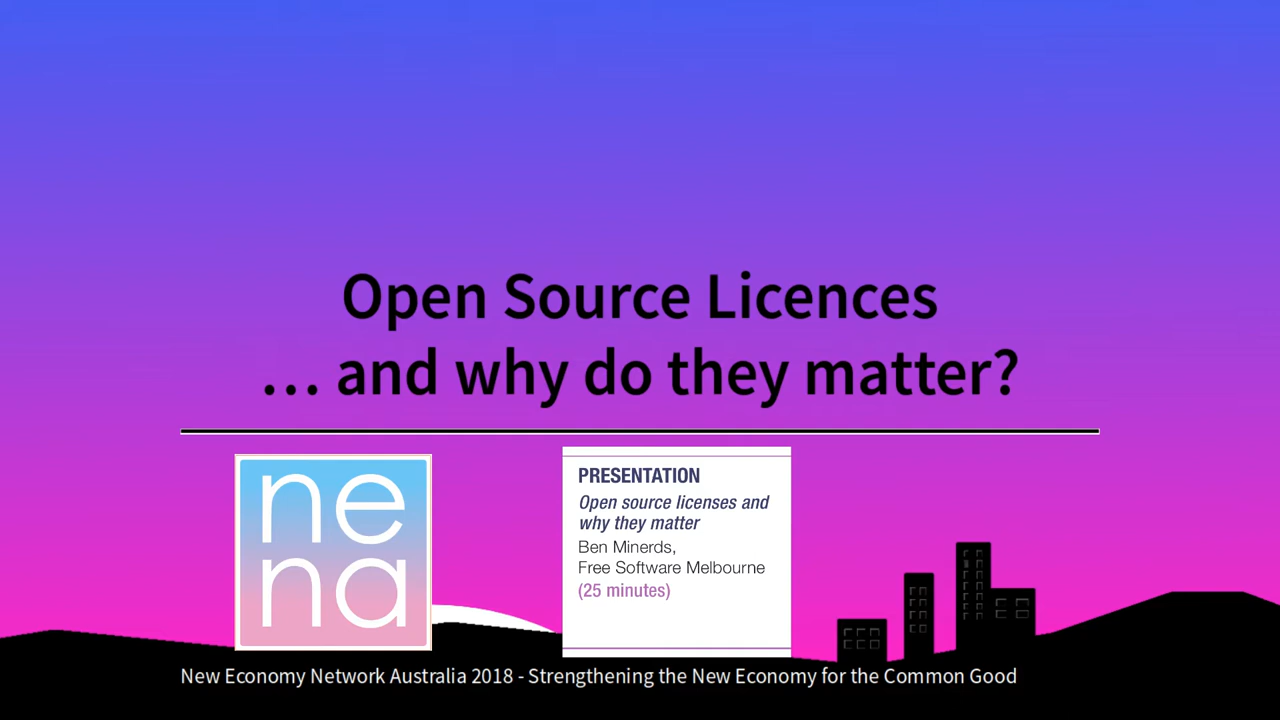 Open Source Licences
… and why do they matter?
ne
na
PRESENTATION
Open source licenses and
why they matter
Ben Minerds,
Free Software Melbourne
(25 minutes)
New Economy Network Australia 2018 - Strengthening the New Economy for the Common Good